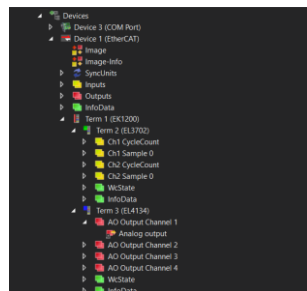 Devices
Device 3 (COM Port)
Device 1 (EtherCAT)
Image
Image-Info
SyncUnits
Inputs
Outputs
InfoData
Term 1 (EK1200)
Term 2 (EL3702)
Ch1 CycleCount
Ch1 Sample 0
Ch2 CycleCount
Ch2 Sample 0
WcState
InfoData
Term 3 (EL4134)
AO Output Channel 1
Analog output
AO Output Channel 2
AO Output Channel 3
AO Output Channel 4
WcState
InfoData